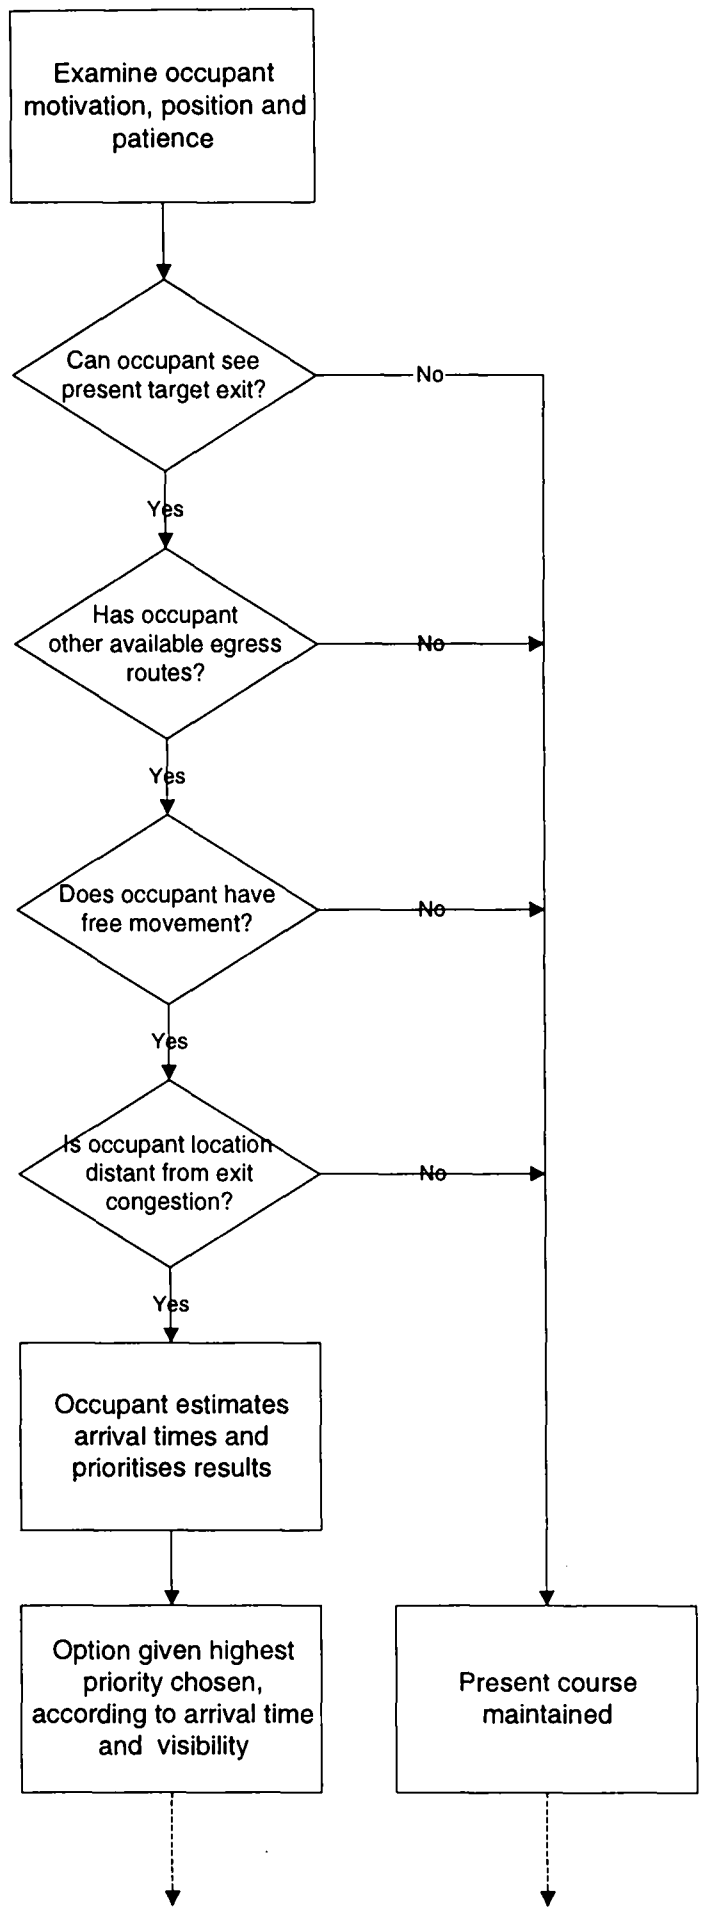 Examine occupant
motivation, position and
patience
Can occupant see
present target exit?
No
Yes
Has occupant
other available egress
routes?
No
Yes
Does occupant have
free movement?
No
Yes
Is occupant location
distant from exit
congestion?
No
Yes
Occupant estimates
arrival times and
prioritises results
Option given highest
priority chosen,
according to arrival time
and visibility
Present course
maintained